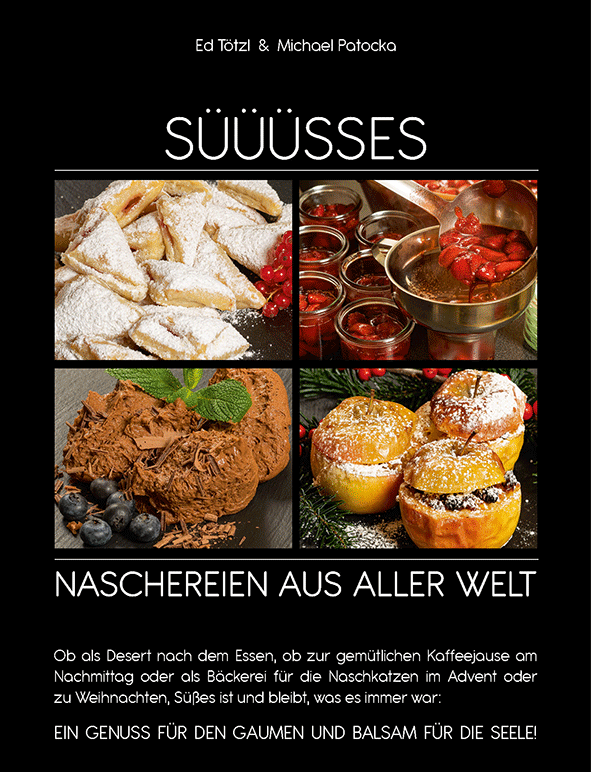 Ed Tötzl & Michael Patocka
SÜÜÜSSES
NASCHEREIEN AUS ALLER WELT
Ob als Desert nach dem Essen, ob zur gemütlichen Kaffeejause am
Nachmittag oder als Bäckerei für die Naschkatzen im Advent oder
zu Weihnachten, Süßes ist und bleibt, was es immer war:
EIN GENUSS FÜR DEN GAUMEN UND BALSAM FÜR DIE SEELE!